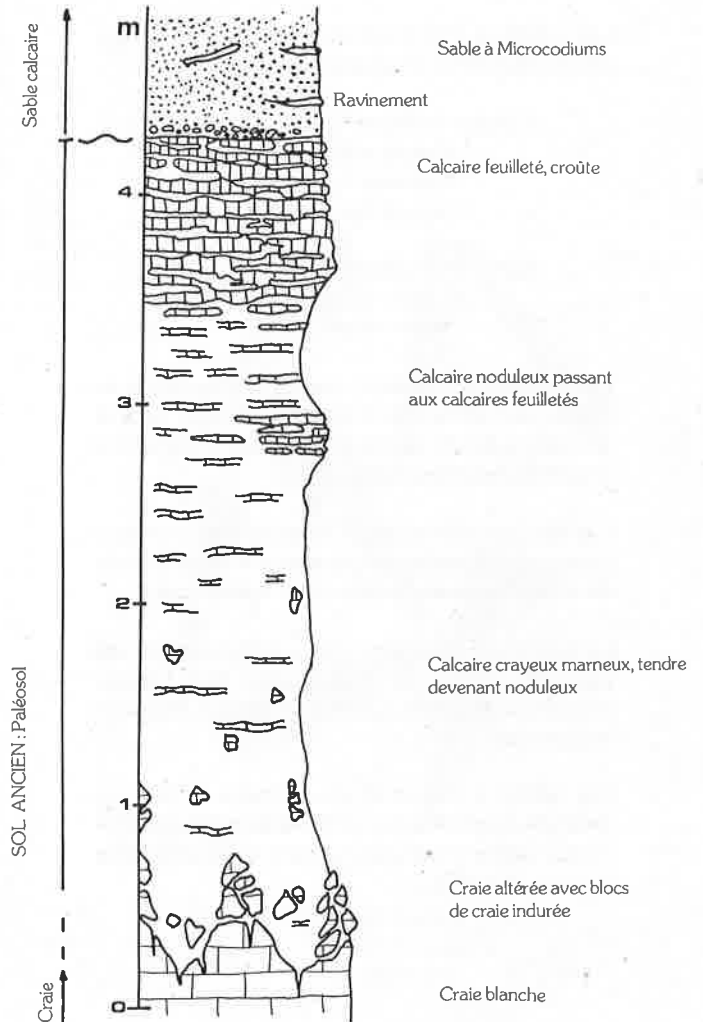 m
Sable calcaire
Sable à Microcodiums
Ravinement
Calcaire feuilleté, croûte
4
Calcaire noduleux passant
aux calcaires feuilletés
3
2
Calcaire crayeux marneux, tendre
devenant noduleux
1
SOL ANCIEN : Paléosol
Craie altérée avec blocs
de craie indurée
Craie blanche
Craie
0